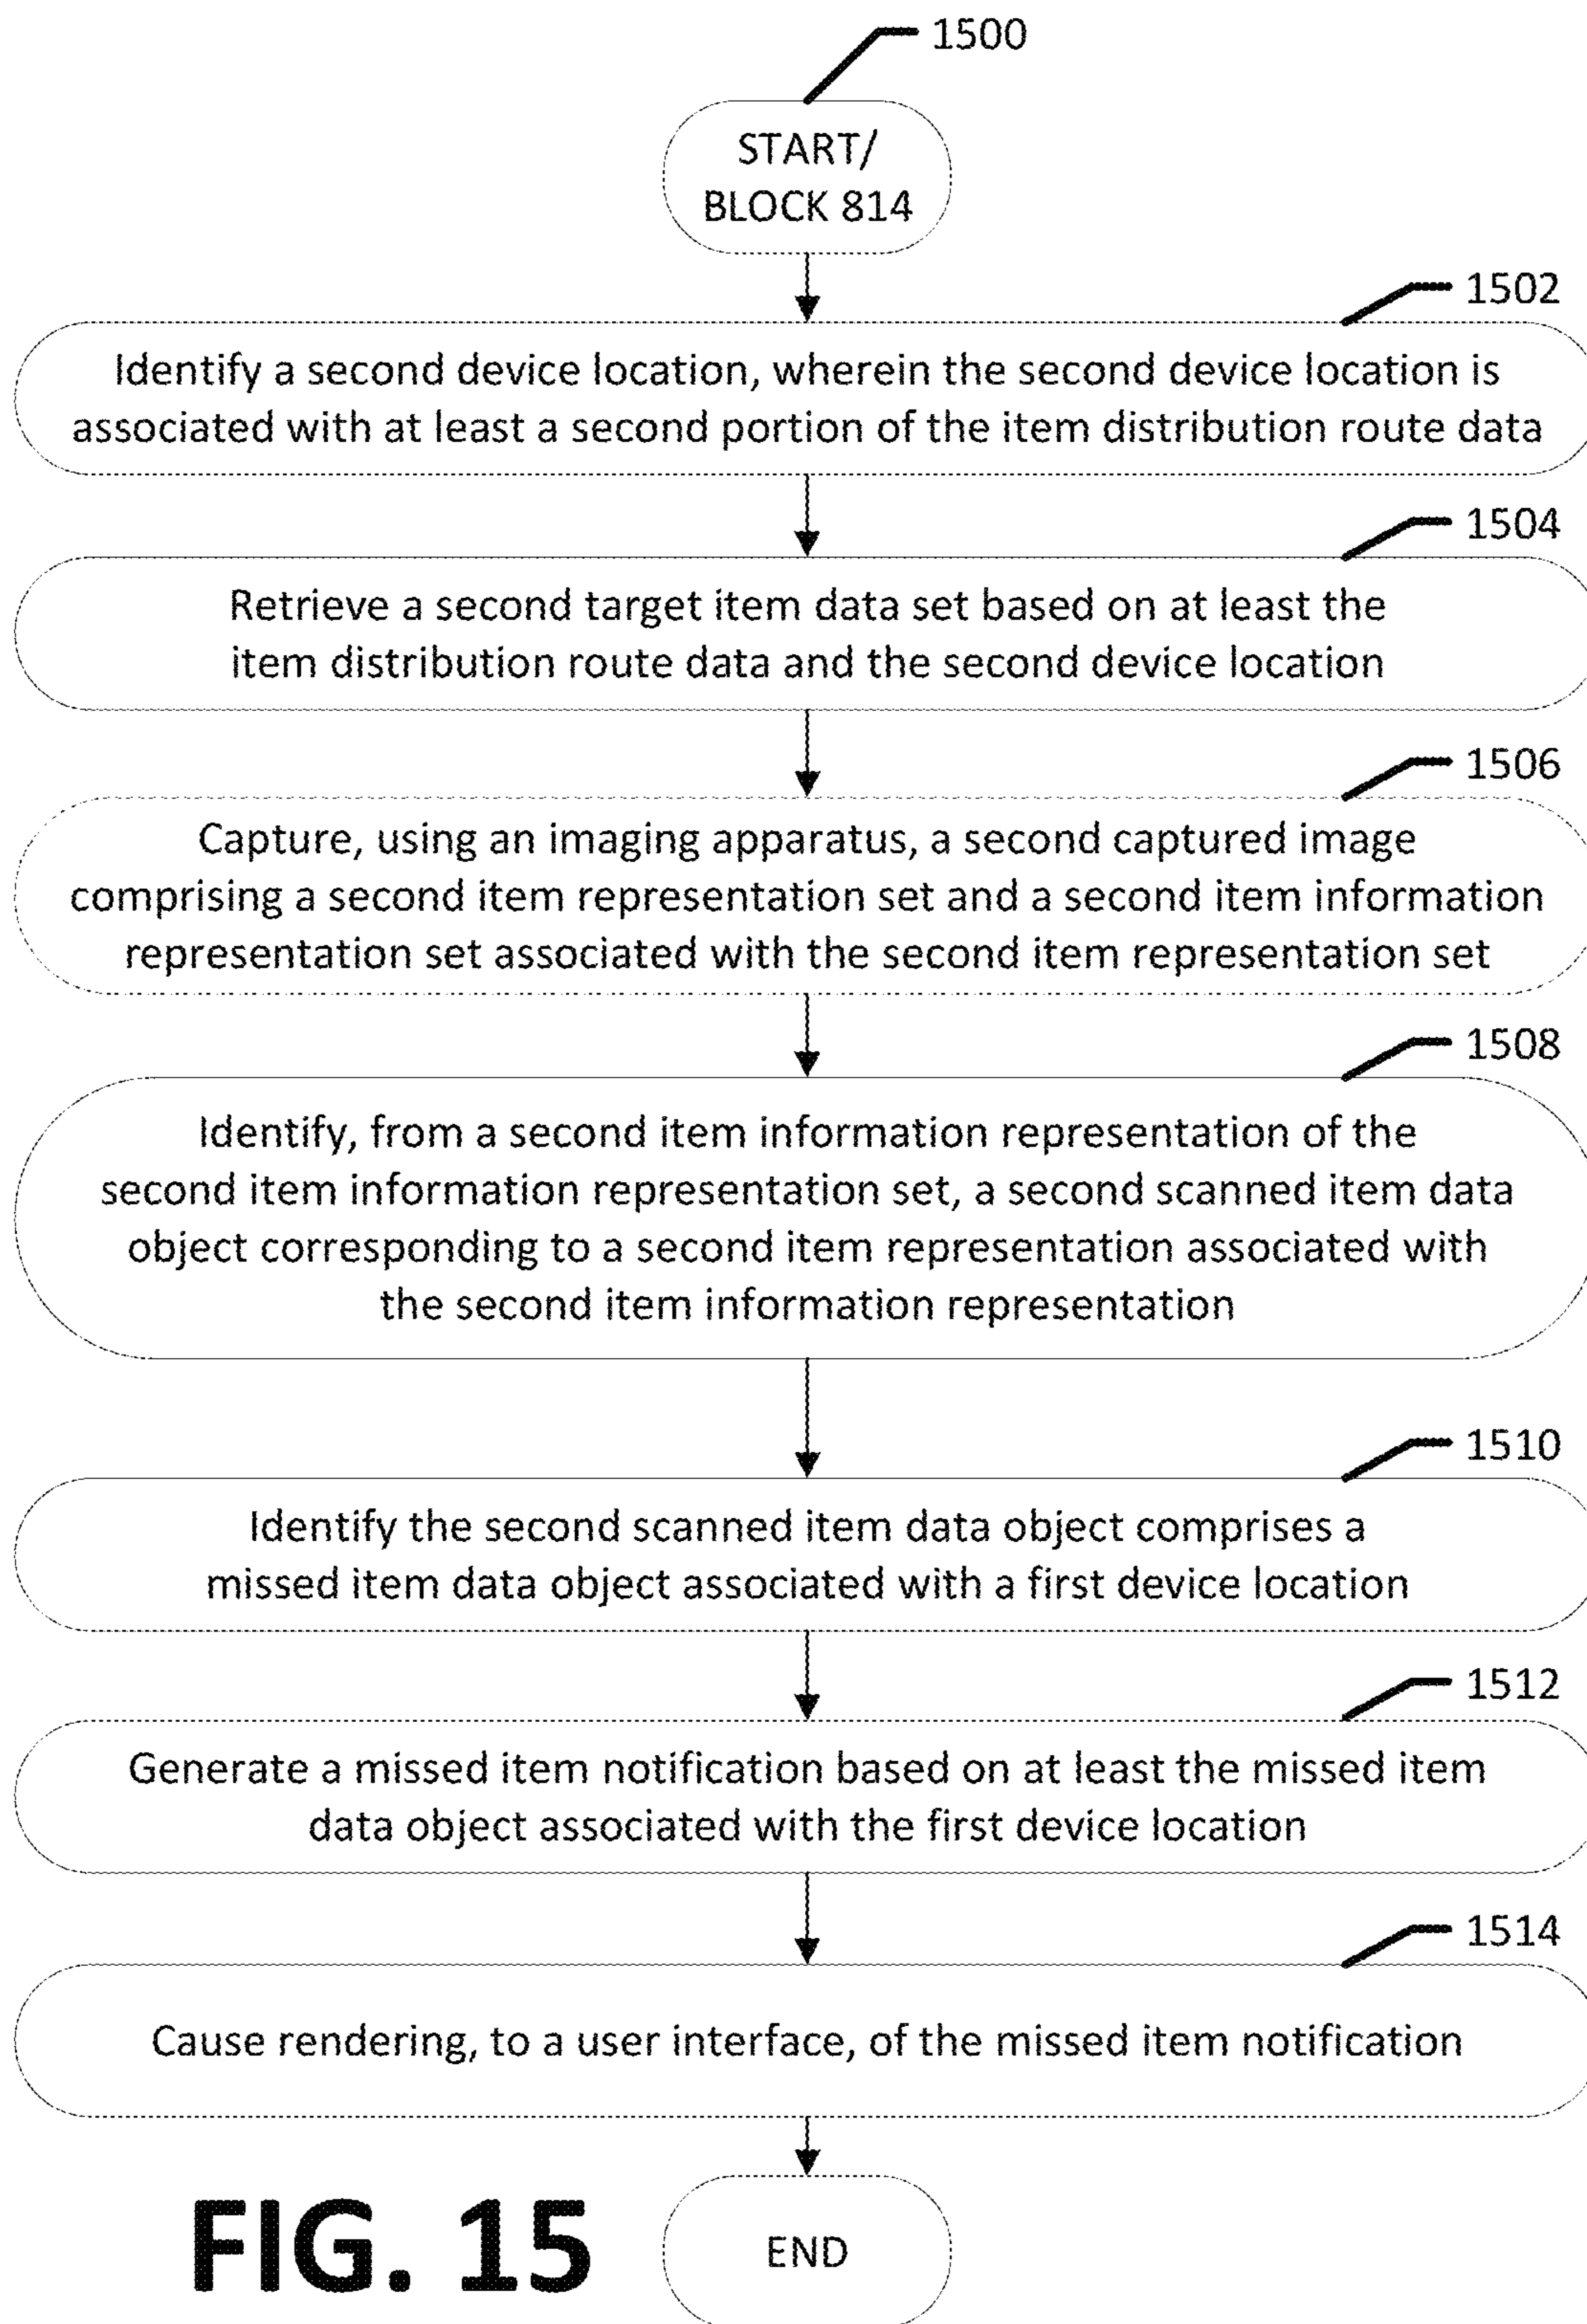 1500
START/
BLOCK 814
1502
Identify a second device location, wherein the second device location is
associated with at least a second portion of the item distribution route data
1504
Retrieve a second target item data set based on at least the
item distribution route data and the second device location
1506
Capture, using an imaging apparatus, a second captured image
comprising a second item representation set and a second item information
representation set associated with the second item representation set
1508
Identify, from a second item information representation of the
second item information representation set, a second scanned item data
object corresponding to a second item representation associated with
the second item information representation
1510
Identify the second scanned item data object comprises a
missed item data object associated with a first device location
1512
Generate a missed item notification based on at least the missed item
data object associated with the first device location
1514
Cause rendering, to a user interface, of the missed item notification
FIG. 15
END